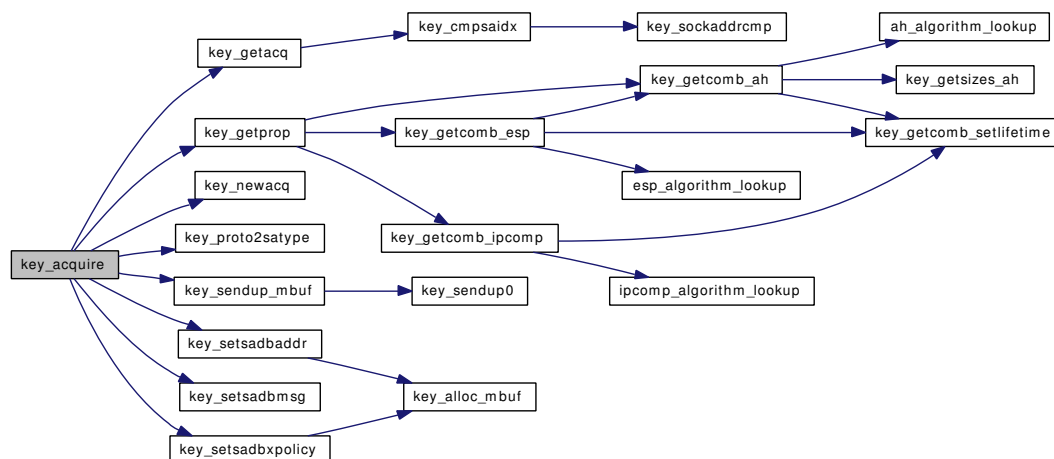 key_acquire
key_getacq
key_getprop
key_newacq
key_proto2satype
key_sendup_mbuf
key_setsadbaddr
key_setsadbmsg
key_setsadbxpolicy
key_cmpsaidx
key_getcomb_esp
key_getcomb_ipcomp
key_sendup0
key_alloc_mbuf
key_sockaddrcmp
key_getcomb_ah
esp_algorithm_lookup
ipcomp_algorithm_lookup
ah_algorithm_lookup
key_getsizes_ah
key_getcomb_setlifetime